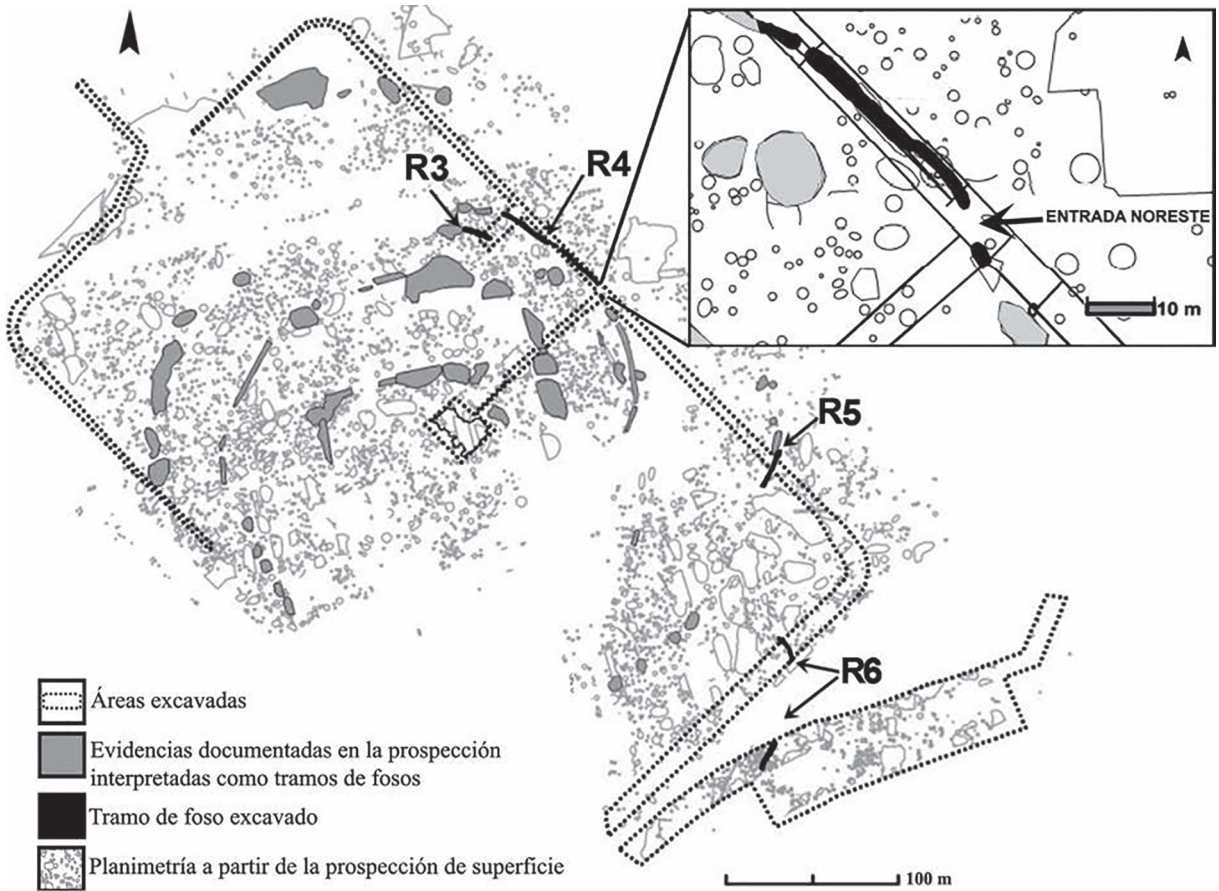 R3
R4
ENTRADA NORESTE
10 m
R5
R6
Áreas excavadas
Evidencias documentadas en la prospección
interpretadas como tramos de fosos
Tramo de foso excavado
Planimetría a partir de la prospección de superficie
100 m